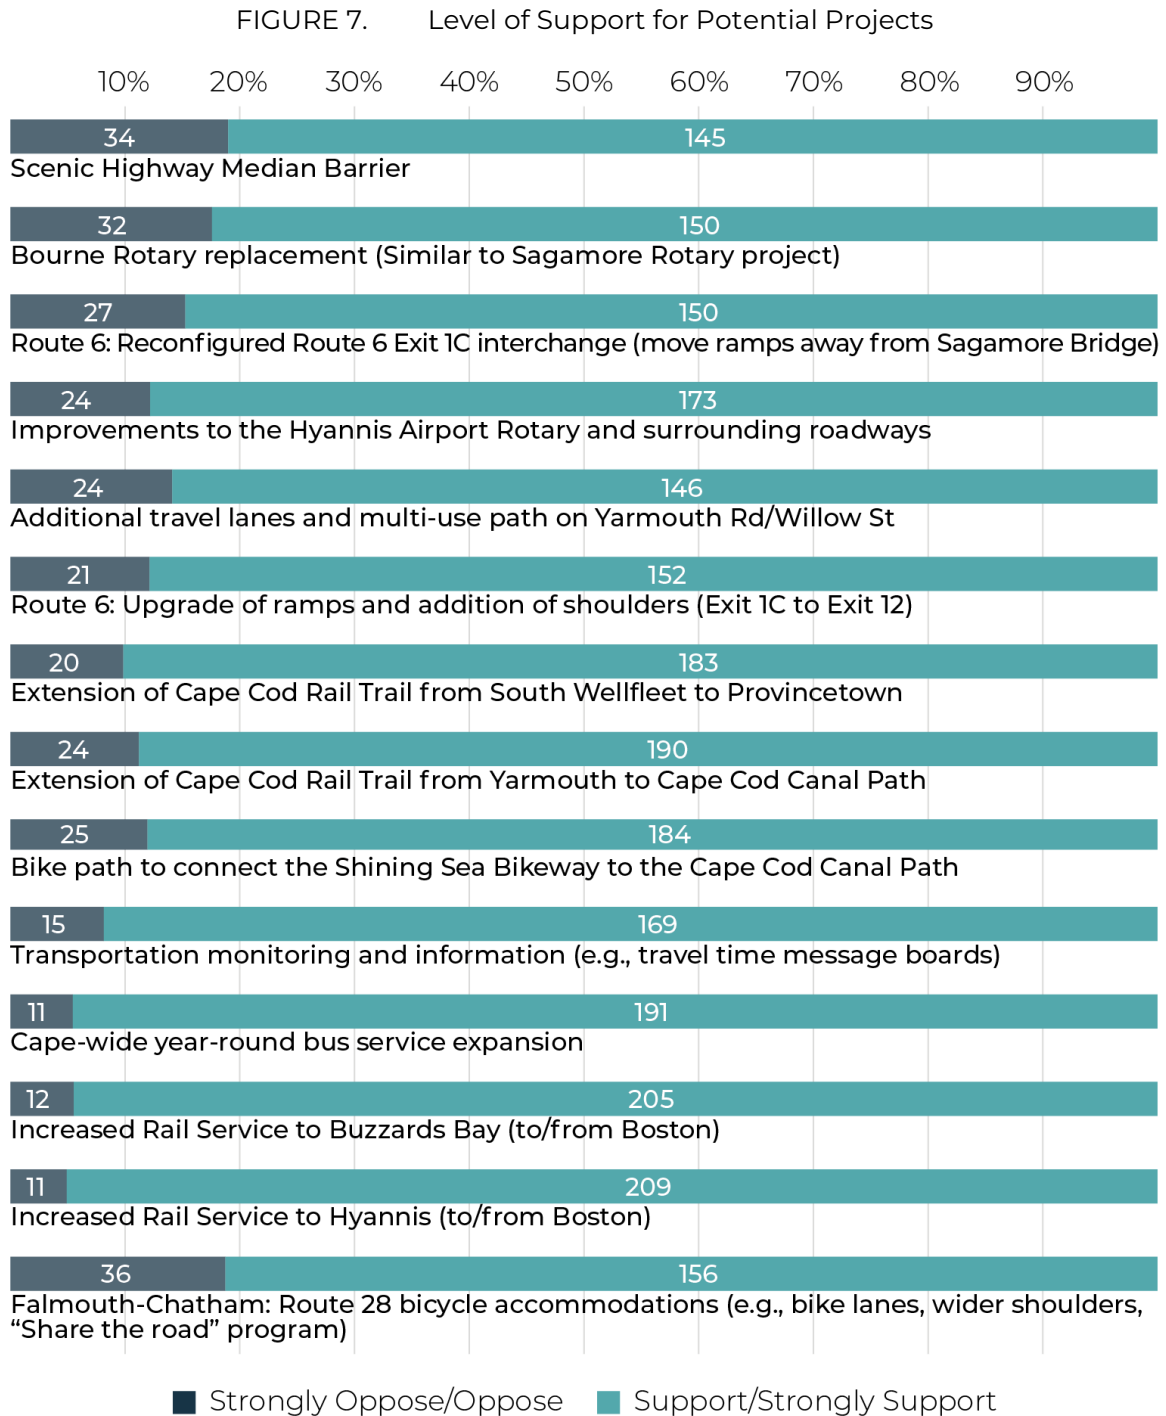 FIGURE 7. Level of Support for Potential Projects
10% 20% 30% 40% 50% 60% 70% 80% 90%
34 145
Scenic Highway Median Barrier
32 150
Bourne Rotary replacement (Similar to Sagamore Rotary project)
27 150
Route 6: Reconfigured Route 6 Exit 1C interchange (move ramps away from Sagamore Bridge)
24 173
Improvements to the Hyannis Airport Rotary and surrounding roadways
24 146
Additional travel lanes and multi-use path on Yarmouth Rd/Willow St
21 152
Route 6: Upgrade of ramps and addition of shoulders (Exit 1C to Exit 12)
20 183
Extension of Cape Cod Rail Trail from South Wellfleet to Provincetown
24 190
Extension of Cape Cod Rail Trail from Yarmouth to Cape Cod Canal Path
25 184
Bike path to connect the Shining Sea Bikeway to the Cape Cod Canal Path
15 169
Transportation monitoring and information (e.g., travel time message boards)
11 191
Cape-wide year-round bus service expansion
12 205
Increased Rail Service to Buzzards Bay (to/from Boston)
11 209
Increased Rail Service to Hyannis (to/from Boston)
36 156
Falmouth-Chatham: Route 28 bicycle accommodations (e.g., bike lanes, wider shoulders,
“Share the road” program)
Strongly Oppose/Oppose Support/Strongly Support